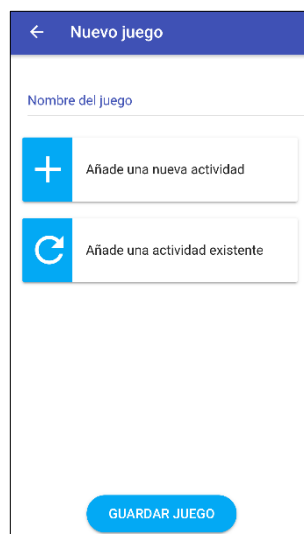 Nuevo juego
Nombre del juego
Añade una nueva actividad
Añade una actividad existente
GUARDAR JUEGO